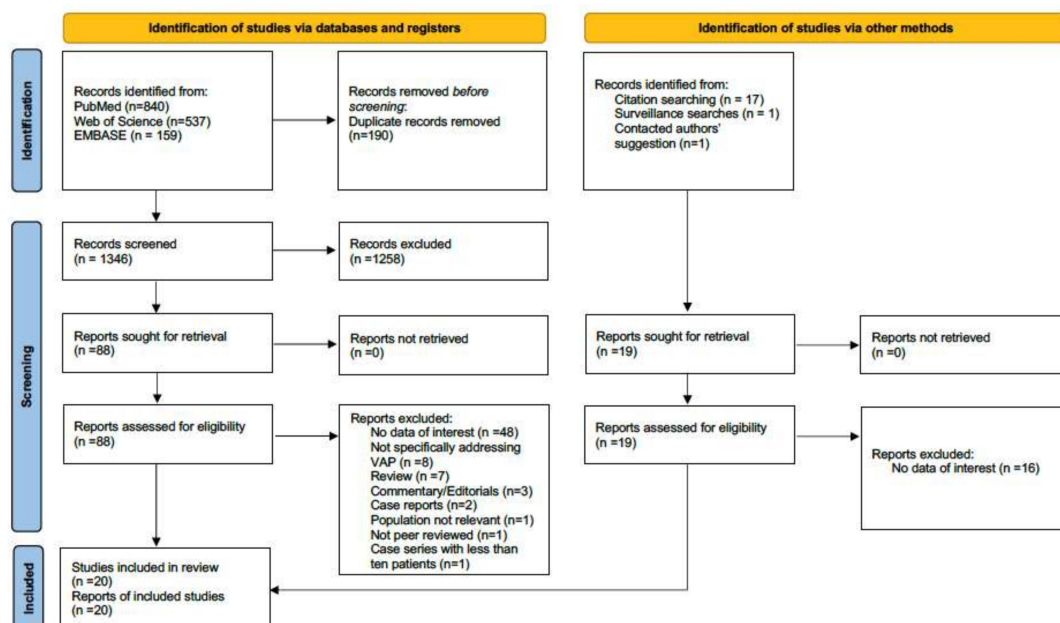 Identification of studies via databases and registers
Identification of studies via other methods
Identification
Records identified from:
PubMed (n=840)
Web of Science (n=537)
EMBASE (n = 159)
Records removed before
screening:
Duplicate records removed
(n=190)
Records identified from:
Citation searching (n = 17)
Surveillance searches (n = 1)
Contacted authors'
suggestion (n=1)
Screening
Records screened
(n = 1346)
Records excluded
(n =1258)
Reports sought for retrieval
(n =88)
Reports not retrieved
(n =0)
Reports sought for retrieval
(n =19)
Reports not retrieved
(n =0)
Reports assessed for eligibility
(n =88)
Reports excluded:
No data of interest (n =48)
Not specifically addressing
VAP (n =8)
Review (n =7)
Commentary/Editorials (n=3)
Case reports (n=2)
Population not relevant (n=1)
Not peer reviewed (n=1)
Case series with less than
ten patients (n=1)
Reports assessed for eligibility
(n =19)
Reports excluded:
No data of interest (n =16)
Included
Studies included in review
(n =20)
Reports of included studies
(n =20)